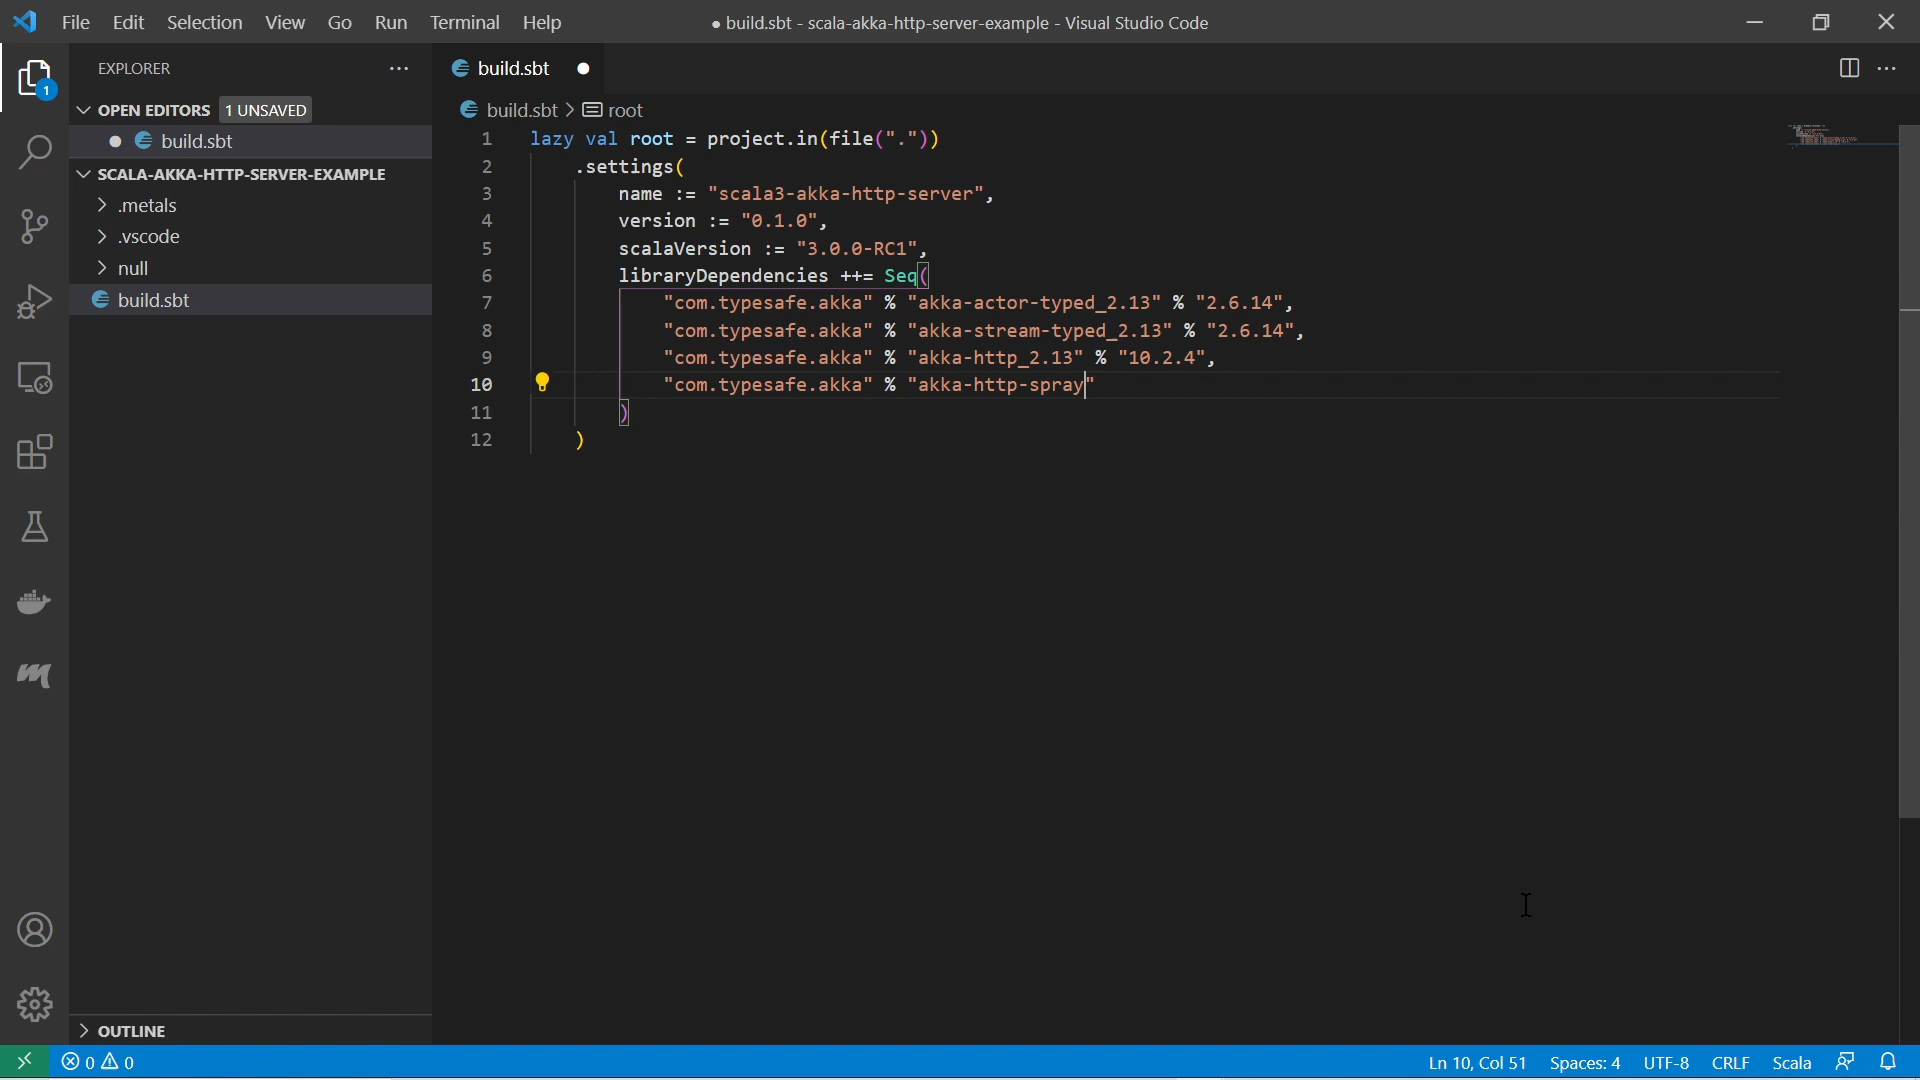 File Edit Selection View Go Run Terminal Help
● build.sbt - scala-akka-http-server-example - Visual Studio Code
EXPLORER
1
OPEN EDITORS 1 UNSAVED
build.sbt
SCALA-AKKA-HTTP-SERVER-EXAMPLE
.metals
.vscode
null
build.sbt
OUTLINE
build.sbt
build.sbt > root
1 lazy val root = project.in(file("."))
2 .settings(
3 name := "scala3-akka-http-server",
4 version := "0.1.0",
5 scalaVersion := "3.0.0-RC1",
6 libraryDependencies ++= Seq(
7 "com.typesafe.akka" % "akka-actor-typed_2.13" % "2.6.14",
8 "com.typesafe.akka" % "akka-stream-typed_2.13" % "2.6.14",
9 "com.typesafe.akka" % "akka-http_2.13" % "10.2.4",
10 "com.typesafe.akka" % "akka-http-spray"
11 )
12 )
0 0
Ln 10, Col 51 Spaces: 4 UTF-8 CRLF Scala